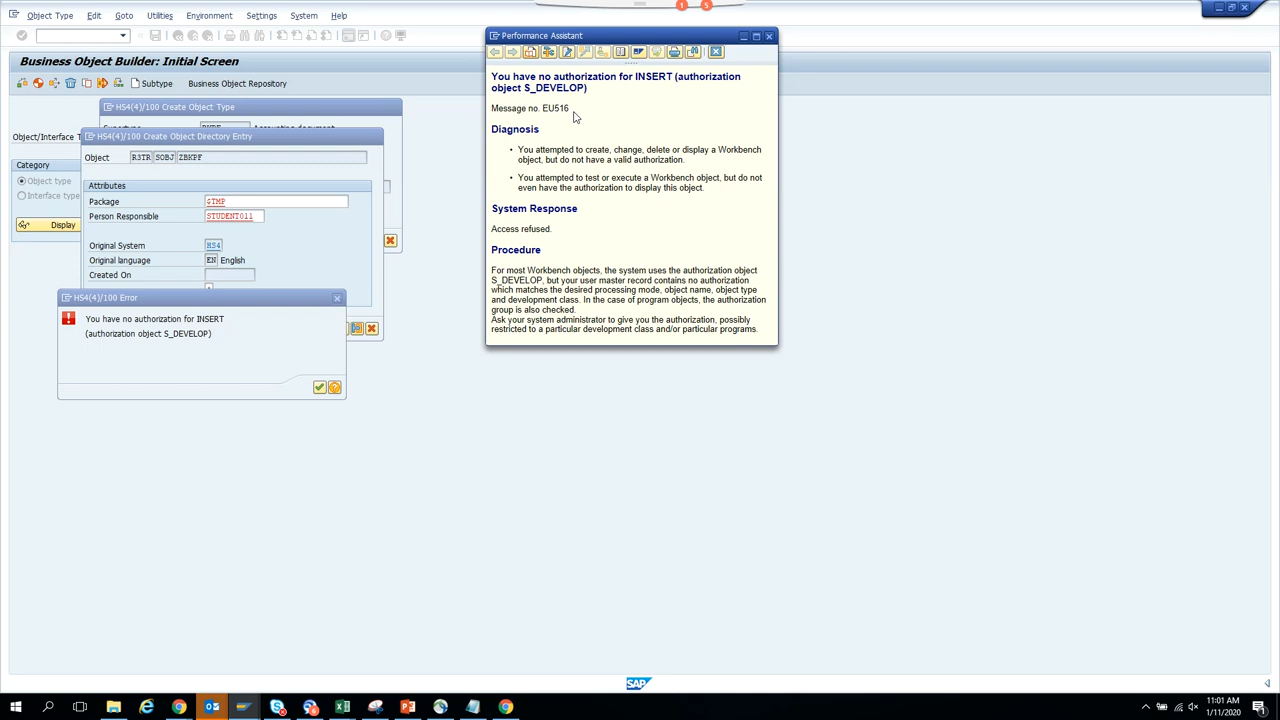 Object Type Edit Goto Utilities Environment Settings System Help
1 5
Business Object Builder: Initial Screen
Subtype Business Object Repository
HS4(4)/100 Create Object Type
Accounting document
Object/Interface T
HS4(4)/100 Create Object Directory Entry
Object R3TR SOBJ ZBKPF
Category
Object type
Interface type
Display
Attributes
Package $TMP
Person Responsible STUDENT011
Original System HS4
Original language EN English
Created On
HS4(4)/100 Error
You have no authorization for INSERT
(authorization object S_DEVELOP)
Performance Assistant
You have no authorization for INSERT (authorization
object S_DEVELOP)
Message no. EU516
Diagnosis
• You attempted to create, change, delete or display a Workbench
object, but do not have a valid authorization.
• You attempted to test or execute a Workbench object, but do not
even have the authorization to display this object.
System Response
Access refused.
Procedure
For most Workbench objects, the system uses the authorization object
S_DEVELOP, but your user master record contains no authorization
which matches the desired processing mode, object name, object type
and development class. In the case of program objects, the authorization
group is also checked.
Ask your system administrator to give you the authorization, possibly
restricted to a particular development class and/or particular programs.
SAP
11:01 AM
1/11/2020